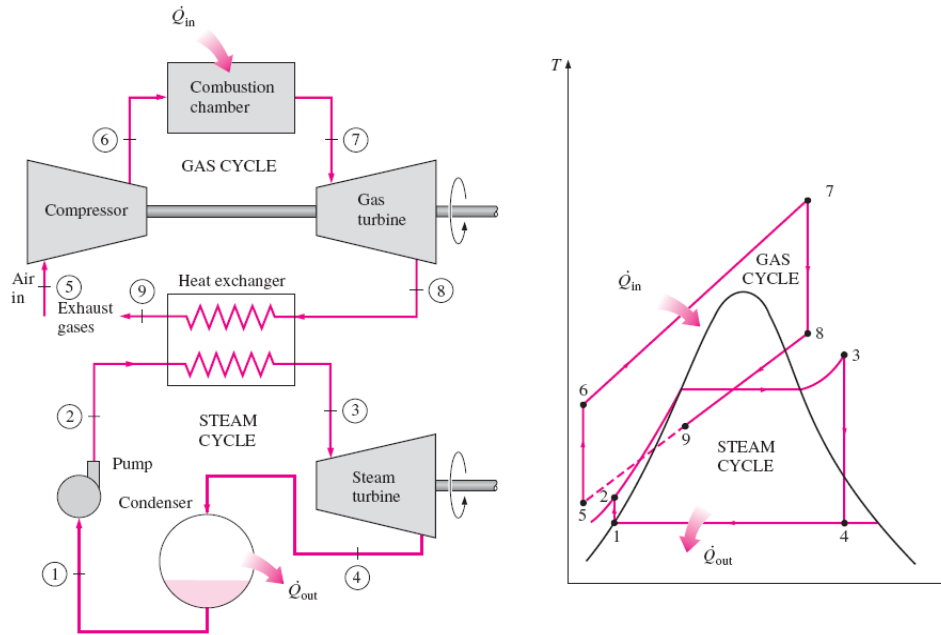 Q̇in
Combustion
chamber
6
7
GAS CYCLE
Compressor
Gas
turbine
Air
in
5
9
Heat exchanger
8
Exhaust
gases
2
3
STEAM
CYCLE
Pump
Condenser
Steam
turbine
1
Q̇out
4
T
7
GAS
CYCLE
Q̇in
8
3
6
9
STEAM
CYCLE
2
5
1
4
Q̇out